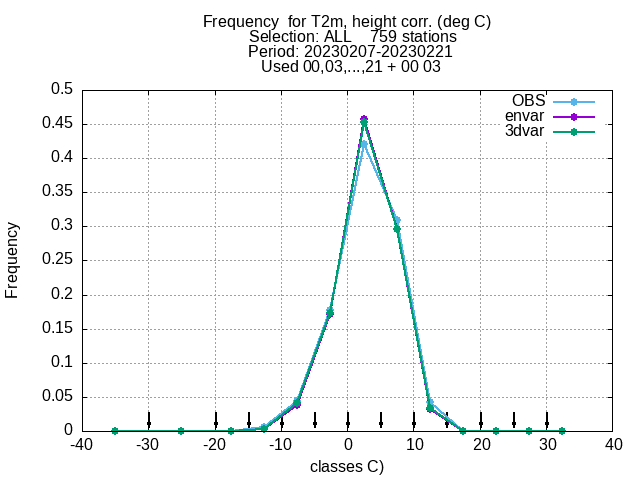 Frequency  for T2m, height corr. (deg C)
Selection: ALL    759 stations
Period: 20230207-20230221
Used 00,03,...,21 + 00 03
OBS
envar
3dvar
0.5
0.45
0.4
0.35
0.3
0.25
0.2
0.15
0.1
0.05
0
Frequency
-40 -30 -20 -10 0 10 20 30 40
classes C)